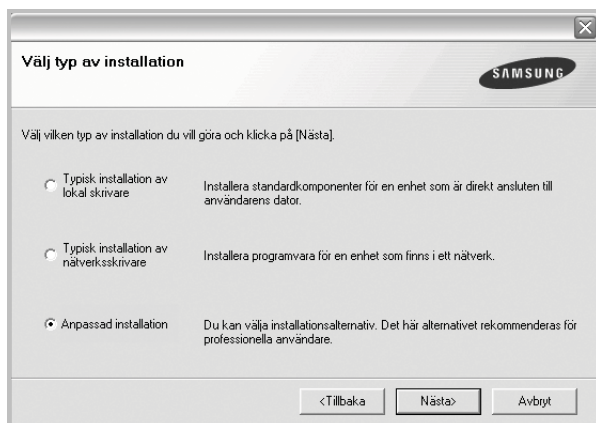 Välj typ av installation
SAMSUNG
Välj vilken typ av installation du vill göra och klicka på [Nästa].
Typisk installation av
lokal skrivare
Installera standardkomponenter för en enhet som är direkt ansluten till
användarens dator.
Typisk installation av
nätverksskrivare
Installera programvara för en enhet som finns i ett nätverk.
Anpassad installation
Du kan välja installationsalternativ. Det här alternativet rekommenderas för
professionella användare.
<Tillbaka
Nästa>
Avbryt